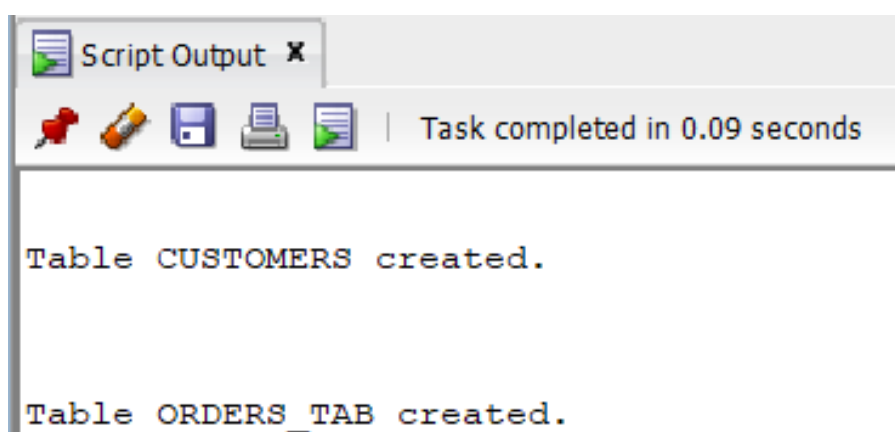 Script Output
Task completed in 0.09 seconds
Table CUSTOMERS created.
Table ORDERS_TAB created.